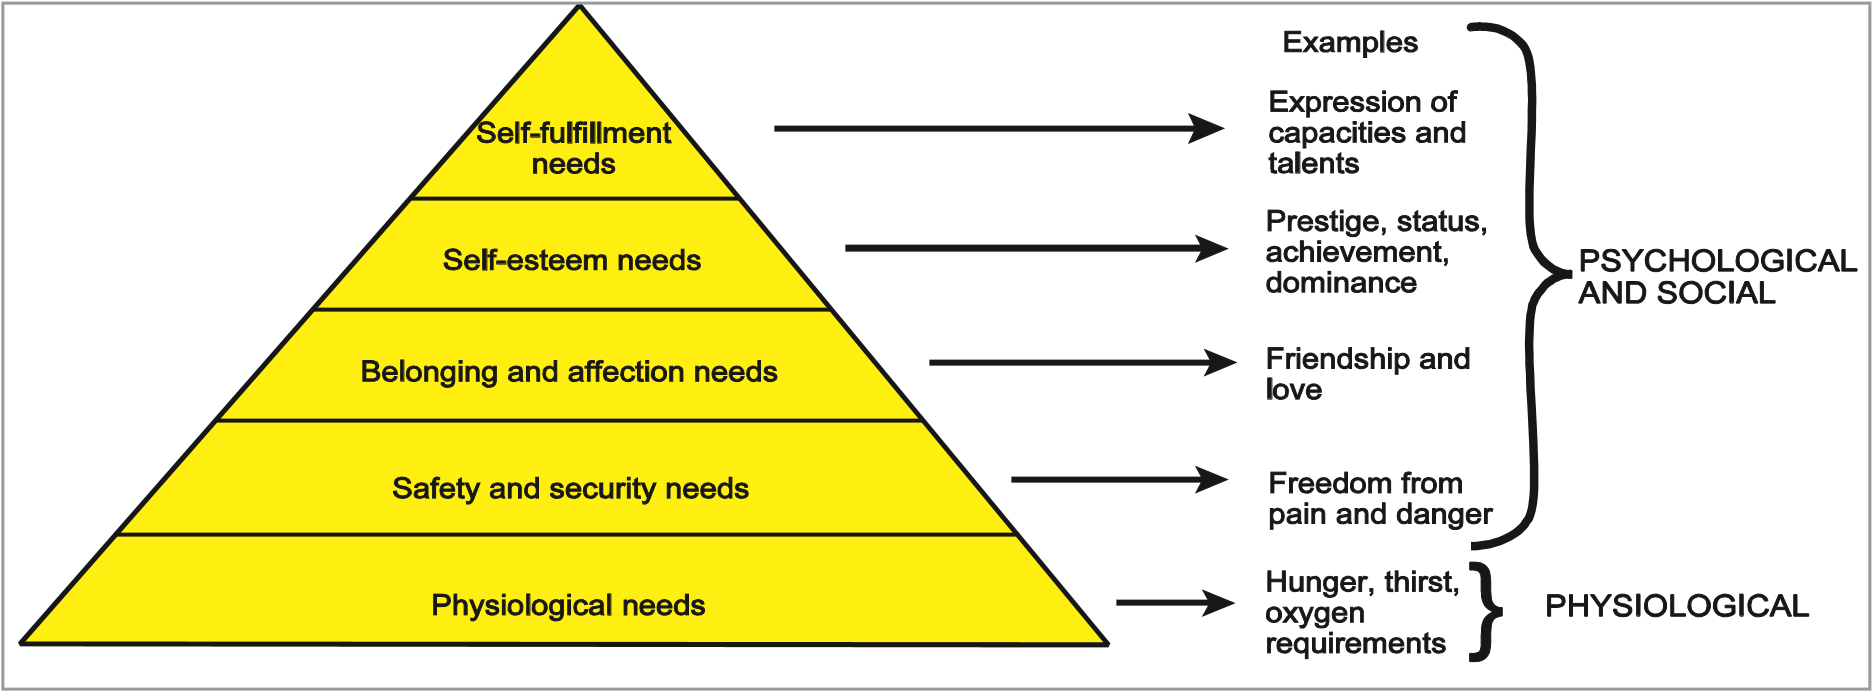 Examples
Self-fulfillment
needs
Expression of
capacities and
talents
Self-esteem needs
Prestige, status,
achievement,
dominance
Belonging and affection needs
Friendship and
love
Safety and security needs
Freedom from
pain and danger
PSYCHOLOGICAL
AND SOCIAL
Physiological needs
Hunger, thirst,
oxygen
requirements
PHYSIOLOGICAL